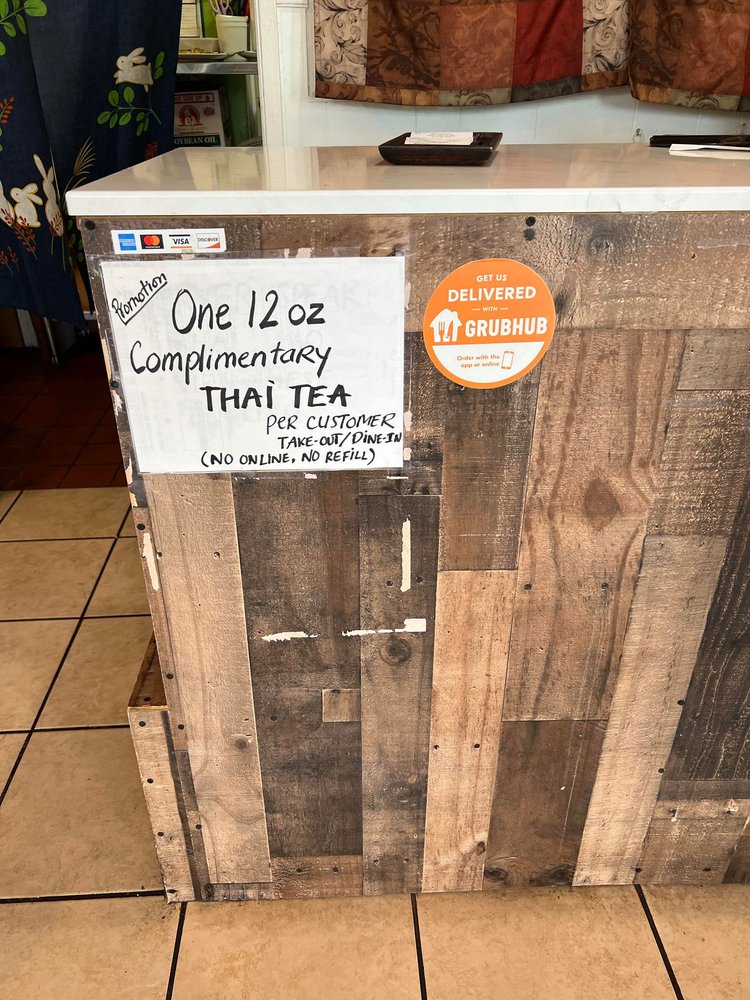 OYBEAN OIL
VISA DISCOVER
Promotion
One 12 oz
Complimentary
THAI TEA
PER CUSTOMER
TAKE-OUT/DINE-IN
(NO ONLINE, NO REFILL)
GET US
DELIVERED
WITH
GRUBHUB
Order with the
app or online